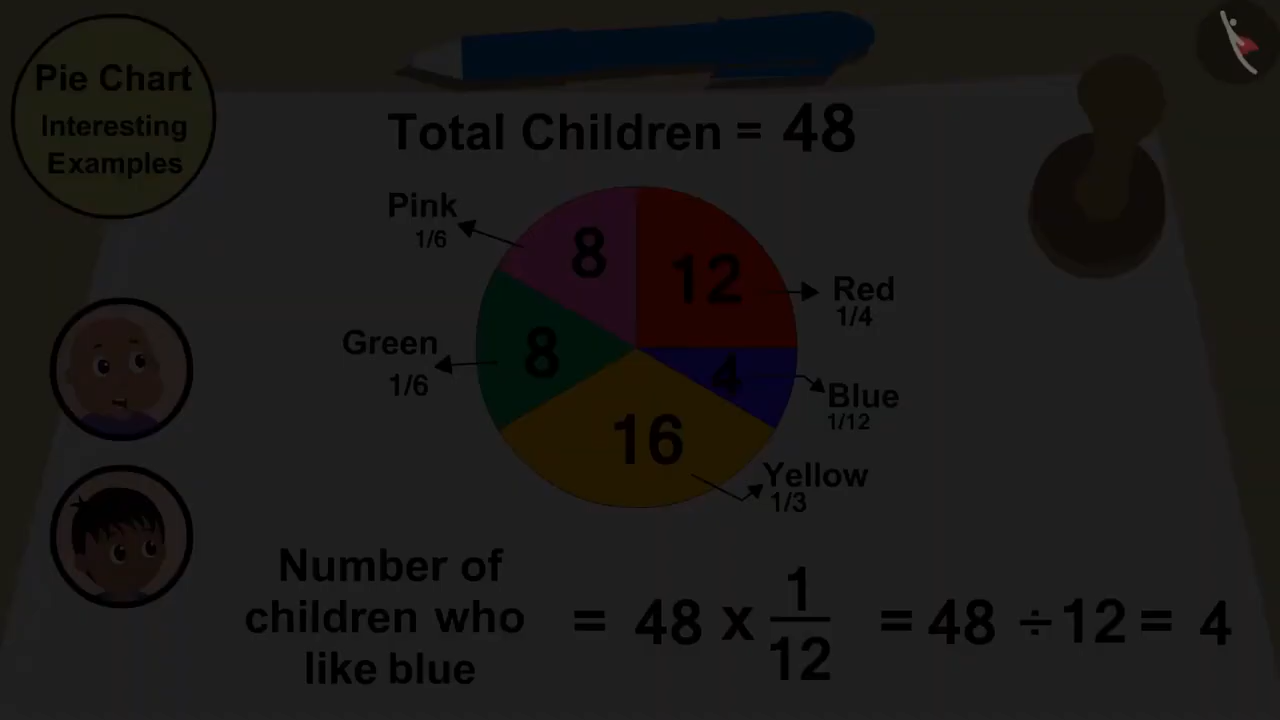 Pie Chart
Interesting
Examples
Total Children = 48
Pink
1/6
8
12
Red
1/4
Green
1/6
8
4
Blue
1/12
16
Yellow
1/3
Number of
children who
like blue
= 48 x 1/12 = 48 ÷ 12 = 4